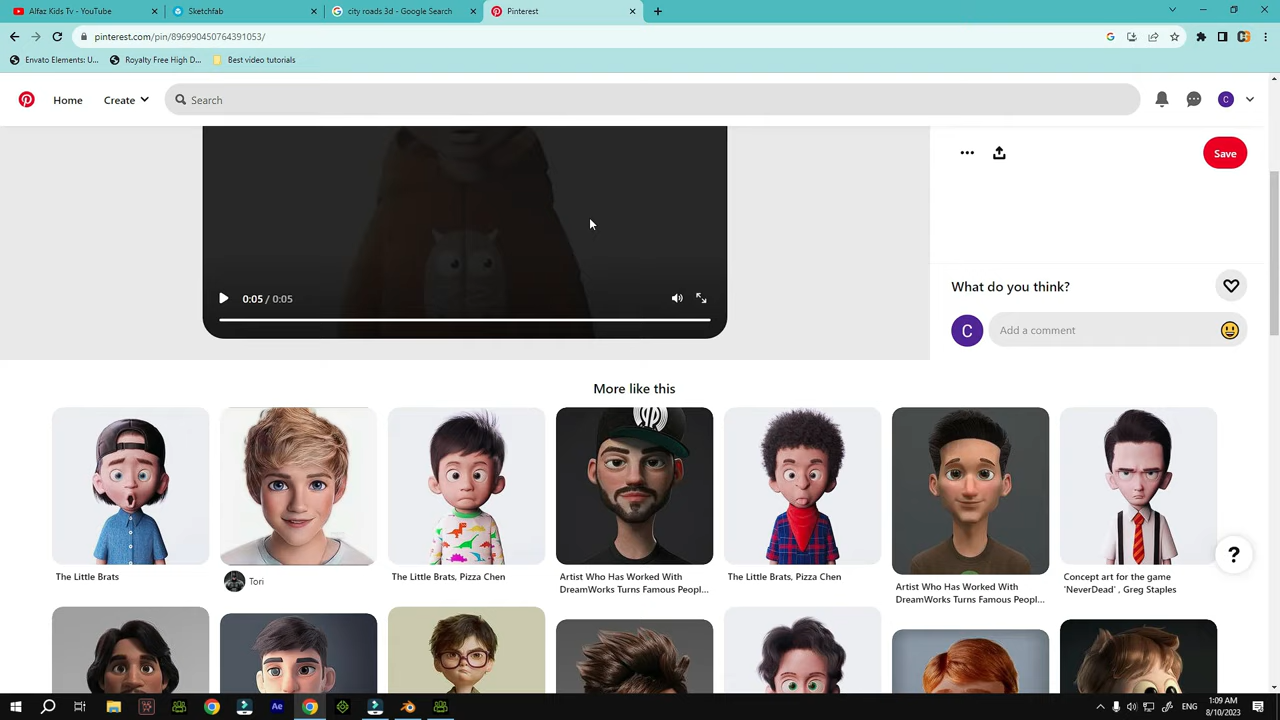 Alfaz Kids Tv - YouTube
Sketchfab
city roads 3d - Google Search
Pinterest
pinterest.com/pin/896990450764391053/
Envato Elements: U...
Royalty Free High D...
Best video tutorials
Home
Create
Search
C
Save
0:05 / 0:05
What do you think?
C
Add a comment
More like this
The Little Brats
Tori
The Little Brats, Pizza Chen
Artist Who Has Worked With
DreamWorks Turns Famous Peopl...
The Little Brats, Pizza Chen
Artist Who Has Worked With
DreamWorks Turns Famous Peopl...
Concept art for the game
'NeverDead' , Greg Staples
?
Ae
ENG
1:09 AM
8/10/2023